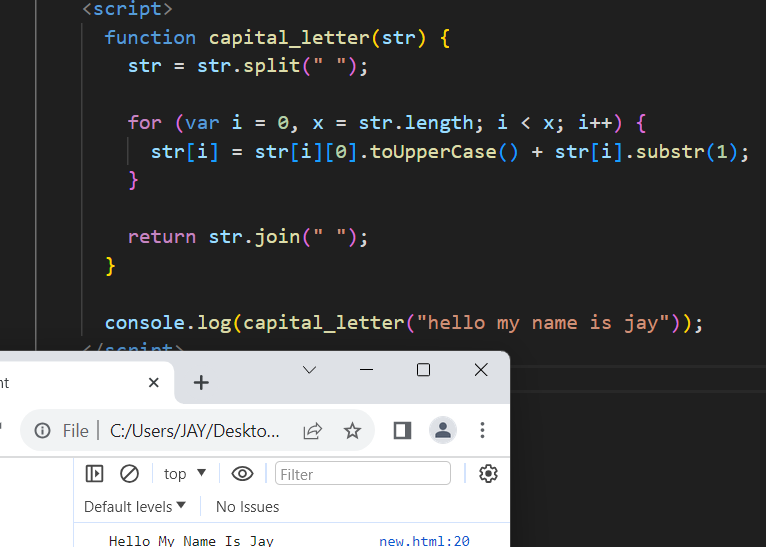 <script>
function capital_letter(str) {
str = str.split(" ");
for (var i = 0, x = str.length; i < x; i++) {
str[i] = str[i][0].toUpperCase() + str[i].substr(1);
}
return str.join(" ");
}
console.log(capital_letter("hello my name is jay"));
</script>
nt
File C:/Users/JAY/Deskto...
top Filter
Default levels No Issues
Hello My Name Is Jay new.html:20